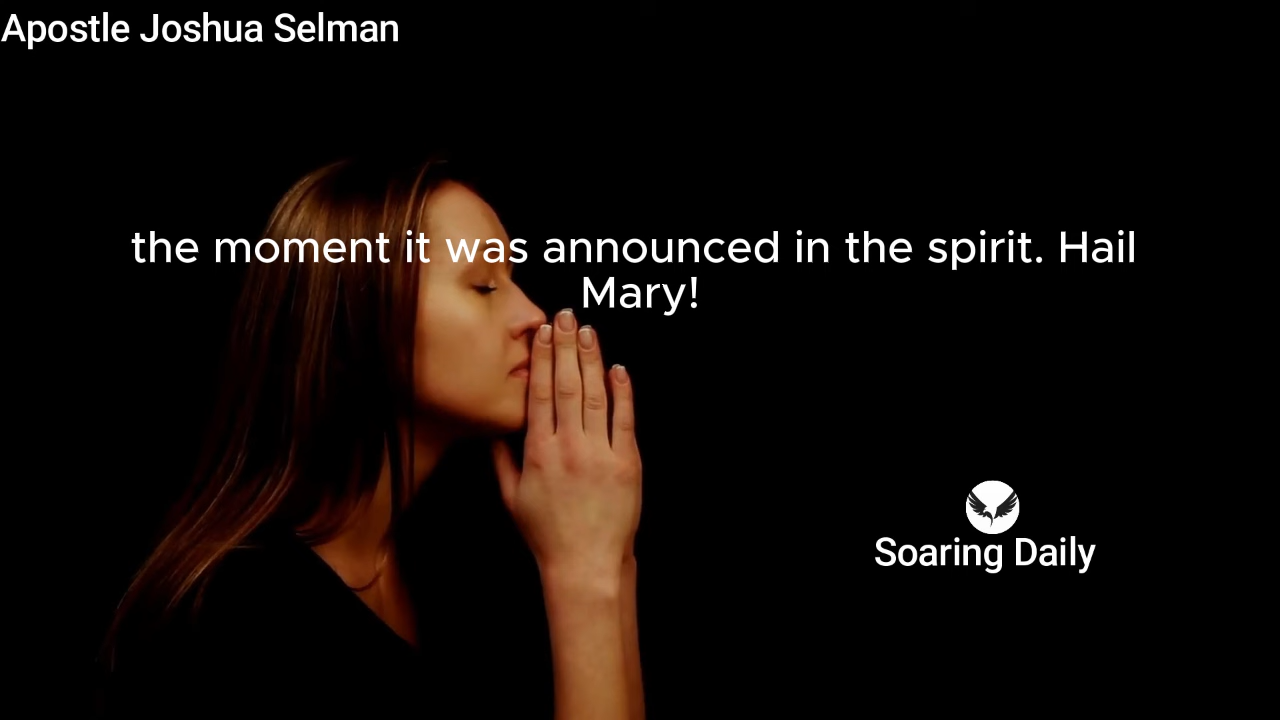 Apostle Joshua Selman
the moment it was announced in the spirit. Hail
Mary!
Soaring Daily